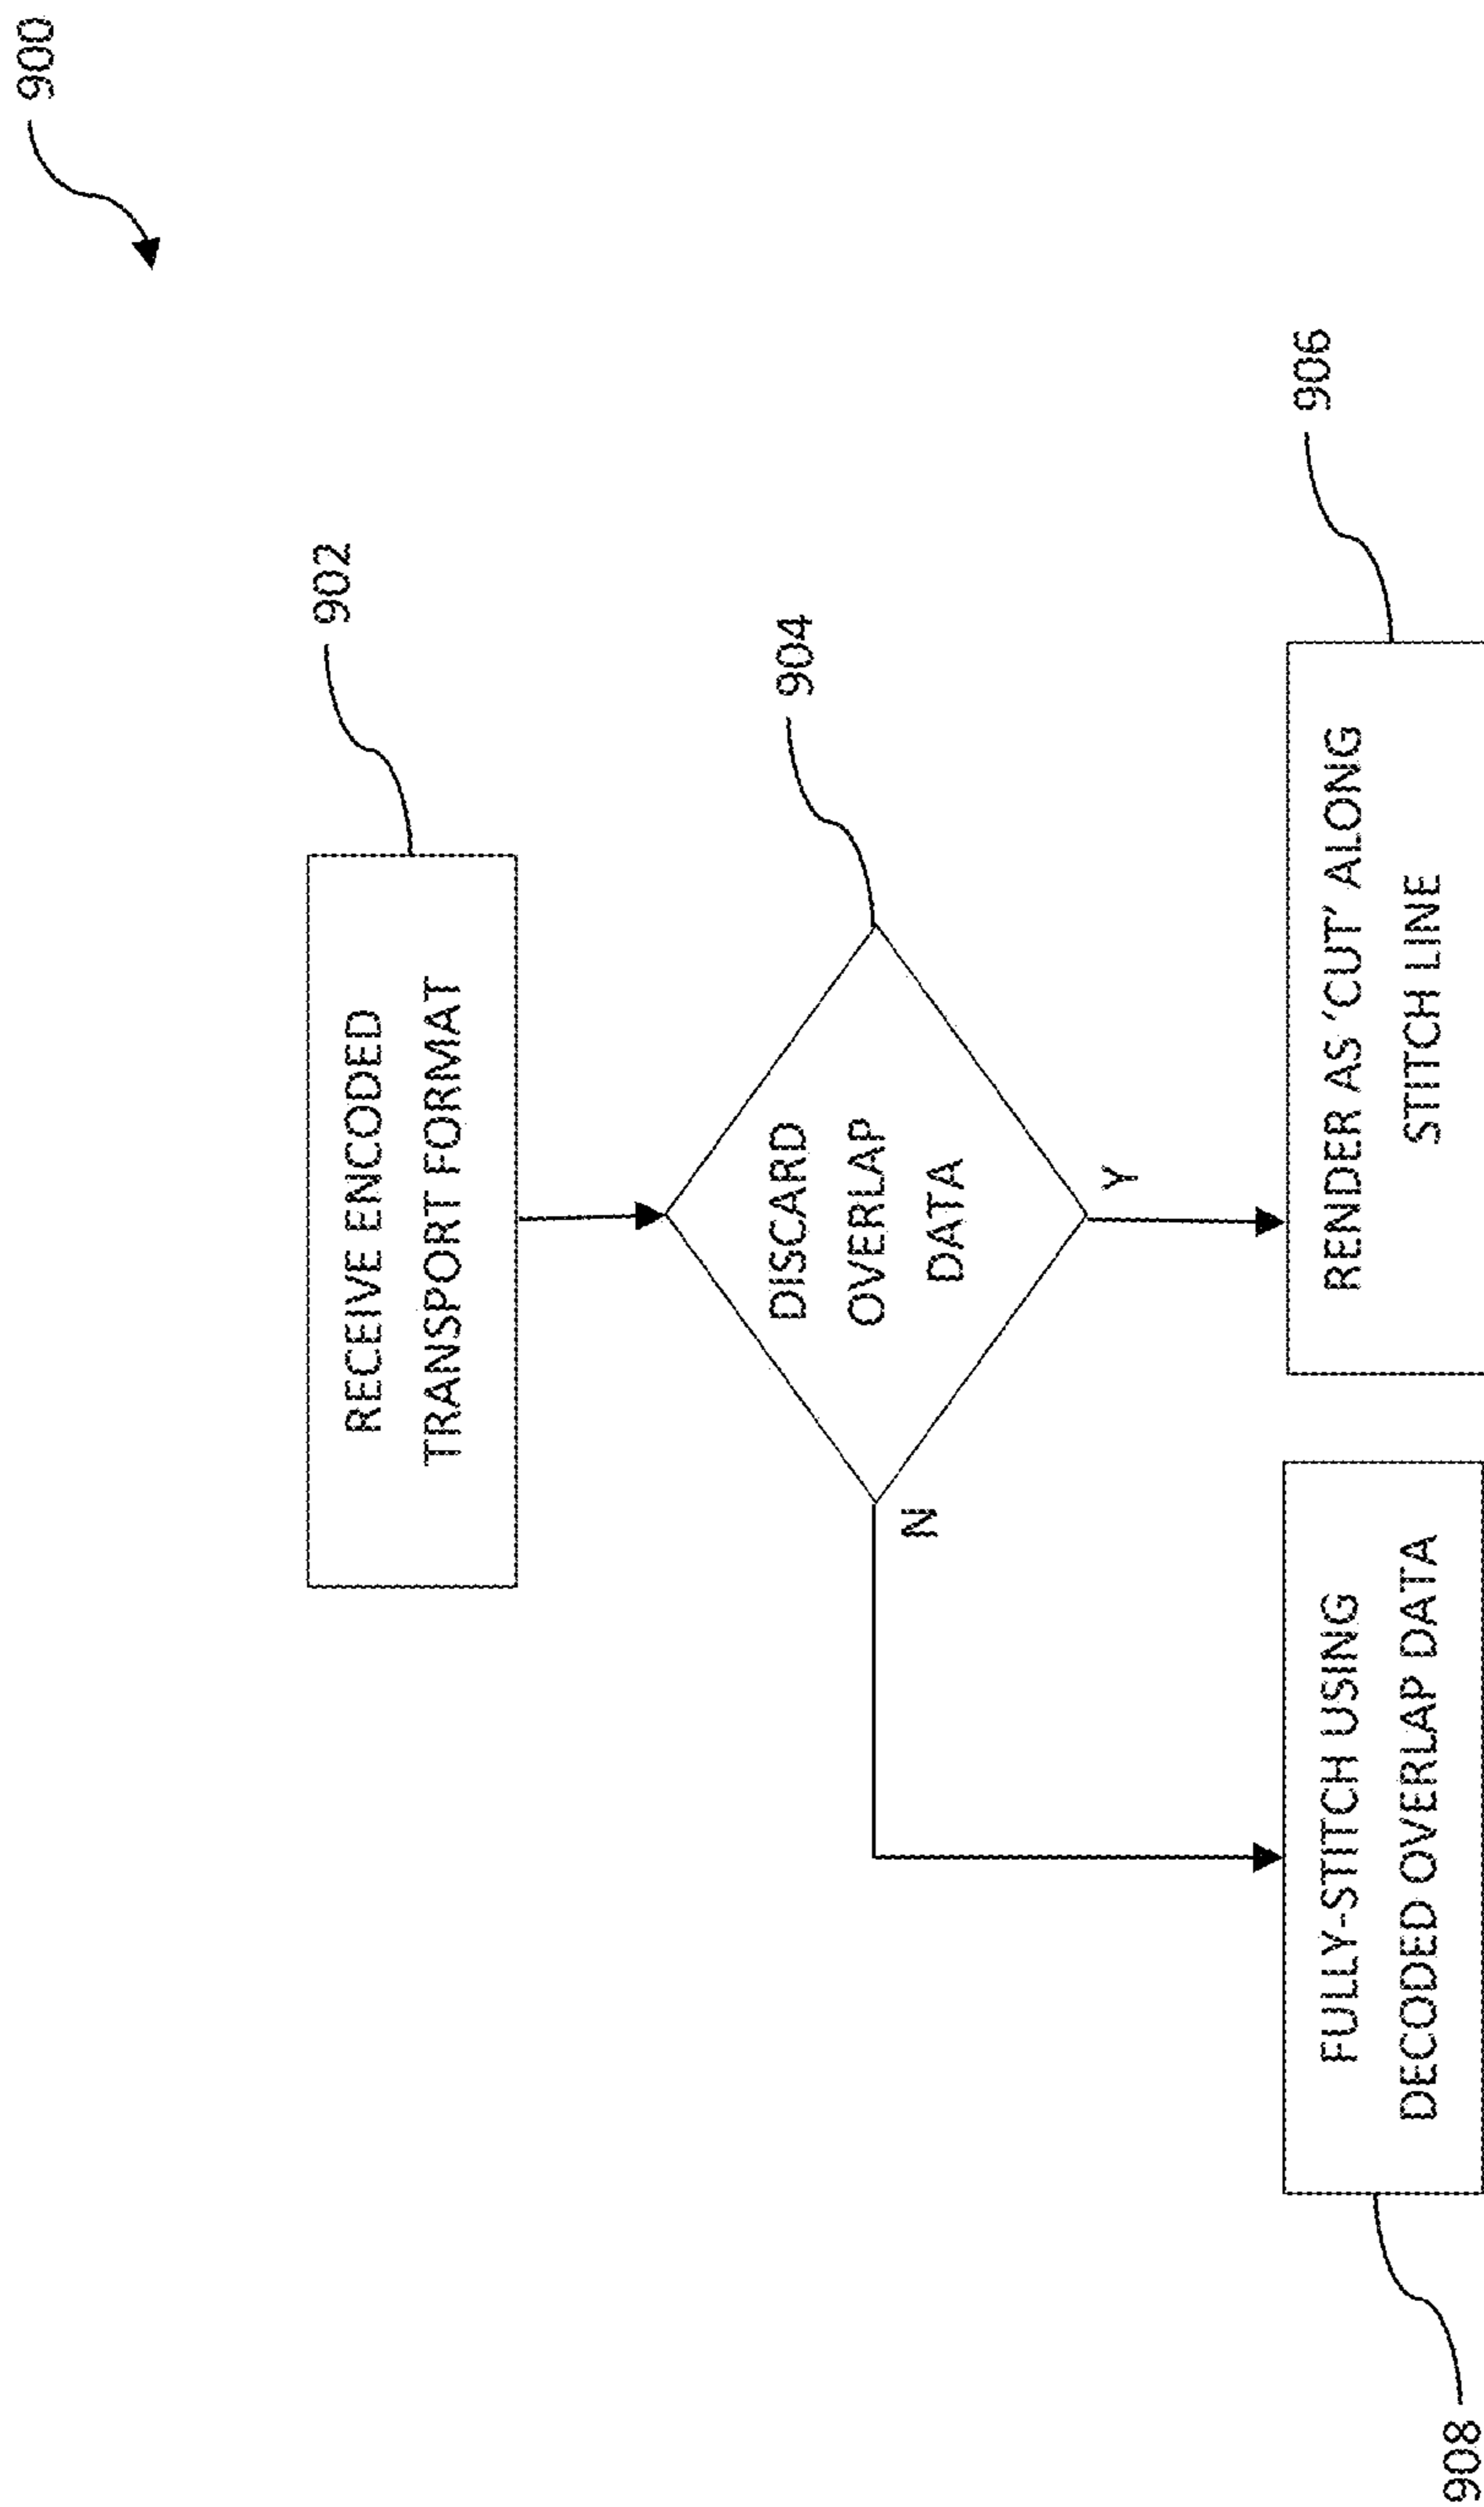 900
902
RECEIVE ENCODED
TRANSPORT FORMAT
904
DISCARD
OVERLAP
DATA
N
Y
906
RENDER AS 'CUT' ALONG
STITCH LINE
FULLY-STITCH USING
DECODED OVERLAP DATA
908